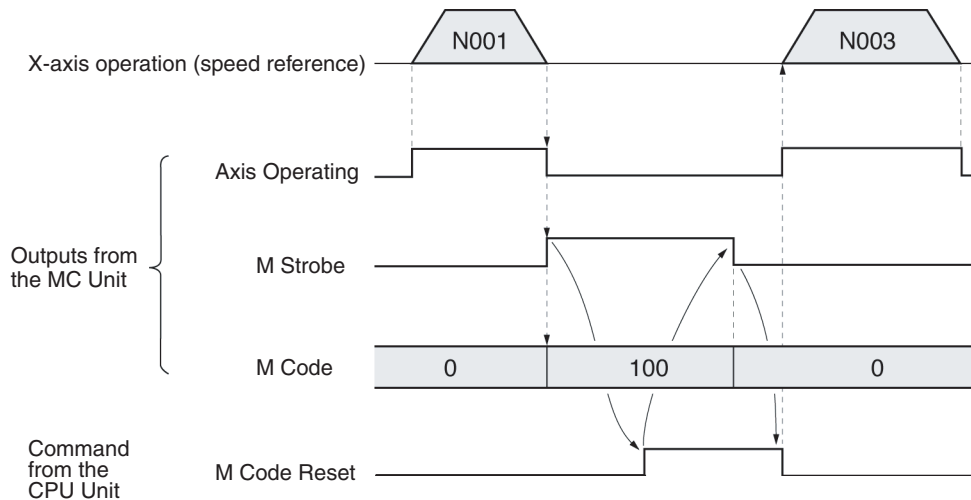 N001
N003
X-axis operation (speed reference)
Axis Operating
Outputs from
the MC Unit
M Strobe
M Code
0
100
0
Command
from the
CPU Unit
M Code Reset